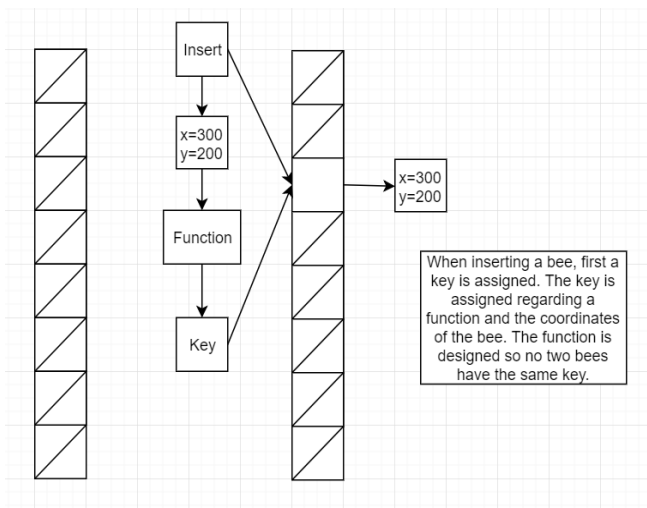 Insert
x=300
y=200
Function
Key
x=300
y=200
When inserting a bee, first a
key is assigned. The key is
assigned regarding a
function and the coordinates
of the bee. The function is
designed so no two bees
have the same key.